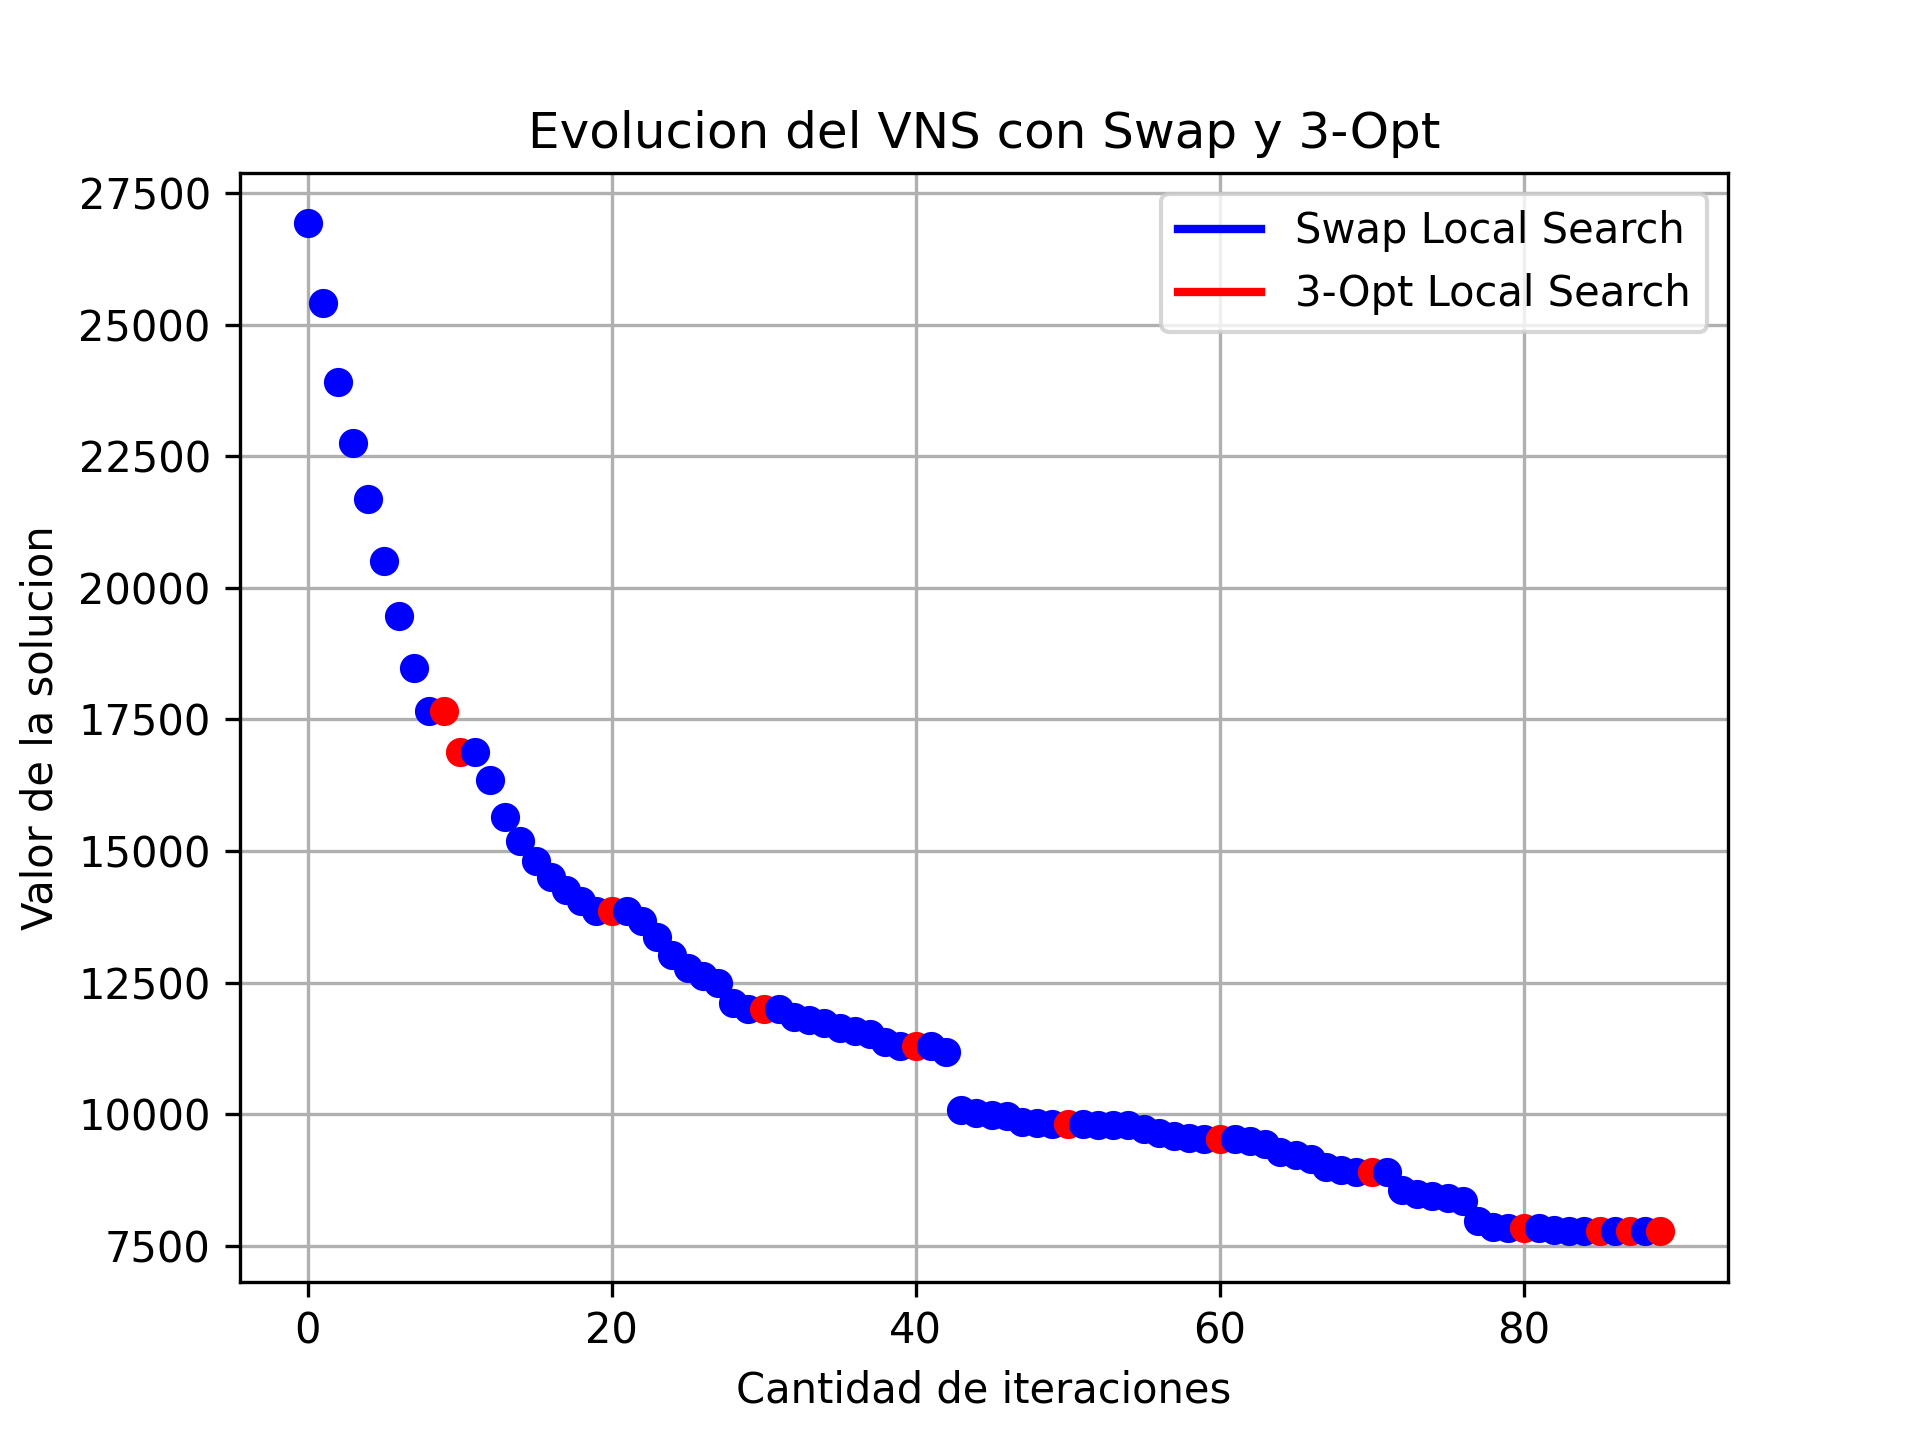 Evolucion del VNS con Swap y 3-Opt
Swap Local Search
3-Opt Local Search
27500
25000
22500
20000
17500
15000
12500
10000
7500
Valor de la solucion
0 20 40 60 80
Cantidad de iteraciones